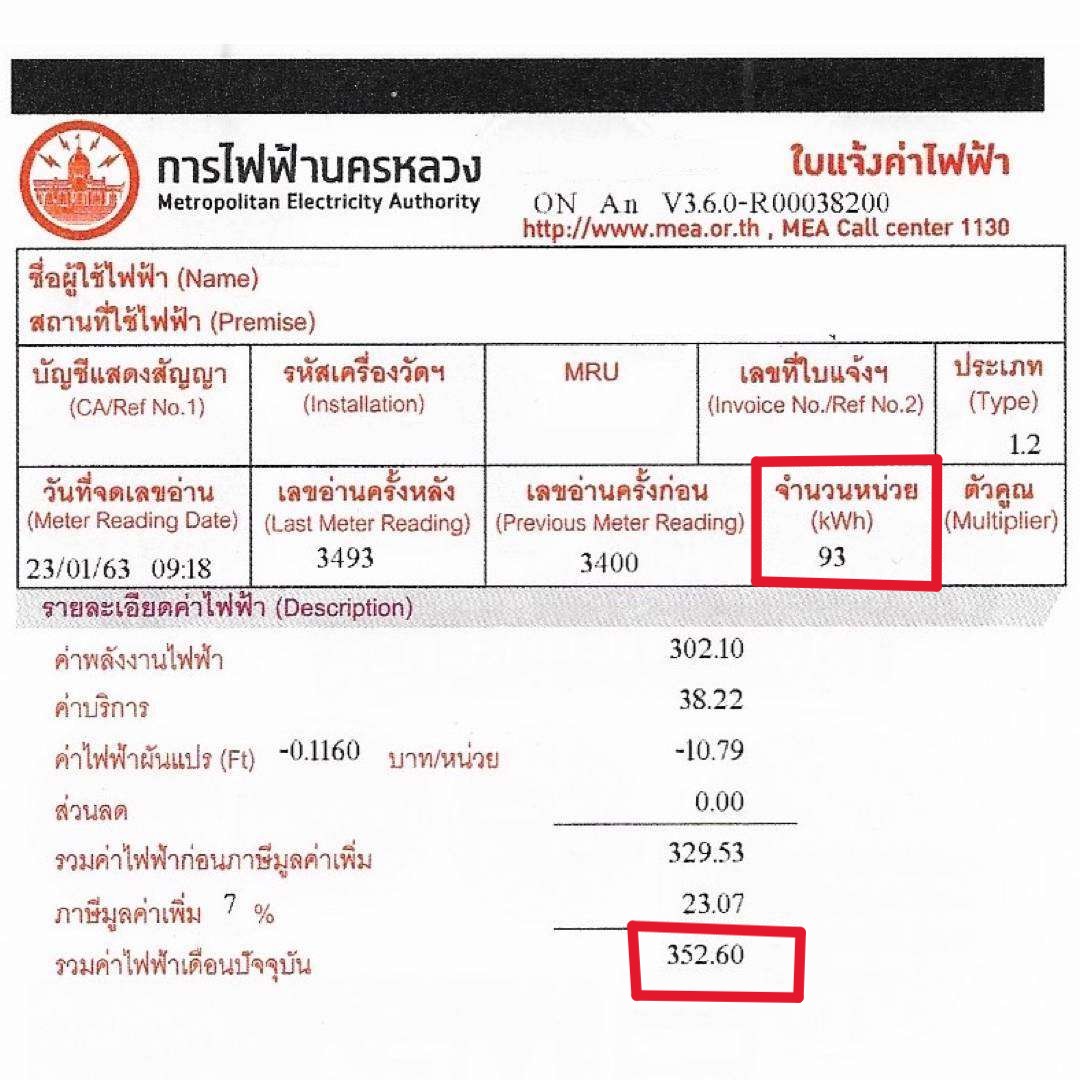 การไฟฟ้านครหลวง
Metropolitan Electricity Authority
ใบแจ้งค่าไฟฟ้า
ON An V3.6.0-R00038200
http://www.mea.or.th , MEA Call center 1130
ชื่อผู้ใช้ไฟฟ้า (Name)
สถานที่ใช้ไฟฟ้า (Premise)
บัญชีแสดงสัญญา
(CA/Ref No.1)
รหัสเครื่องวัดฯ
(Installation)
MRU
เลขที่ใบแจ้งฯ
(Invoice No./Ref No.2)
ประเภท
(Type)
1.2
วันที่จดเลขอ่าน
(Meter Reading Date)
23/01/63 09:18
เลขอ่านครั้งหลัง
(Last Meter Reading)
3493
เลขอ่านครั้งก่อน
(Previous Meter Reading)
3400
จำนวนหน่วย
(kWh)
93
ตัวคูณ
(Multiplier)
รายละเอียดค่าไฟฟ้า (Description)
ค่าพลังงานไฟฟ้า 302.10
ค่าบริการ 38.22
ค่าไฟฟ้าผันแปร (Ft) -0.1160 บาท/หน่วย -10.79
ส่วนลด 0.00
รวมค่าไฟฟ้าก่อนภาษีมูลค่าเพิ่ม 329.53
ภาษีมูลค่าเพิ่ม 7 % 23.07
รวมค่าไฟฟ้าเดือนปัจจุบัน 352.60